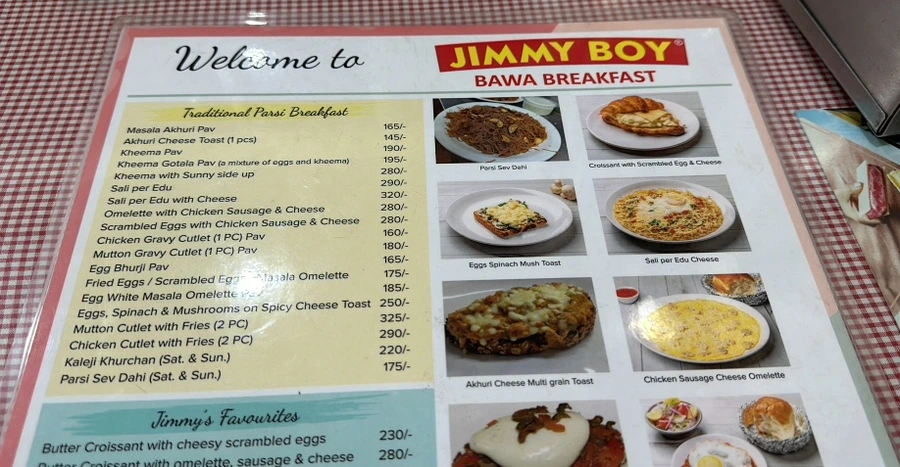 Welcome to
JIMMY BOY®
BAWA BREAKFAST
Traditional Parsi Breakfast
Masala Akhuri Pav 165/-
Akhuri Cheese Toast (1 pcs) 145/-
Kheema Pav 190/-
Kheema Gotala Pav (a mixture of eggs and kheema) 195/-
Kheema with Sunny side up 280/-
Sali per Edu 290/-
Sali per Edu with Cheese 320/-
Omelette with Chicken Sausage & Cheese 280/-
Scrambled Eggs with Chicken Sausage & Cheese 280/-
Chicken Gravy Cutlet (1 PC) Pav 160/-
Mutton Gravy Cutlet (1 PC) Pav 180/-
Egg Bhurji Pav 165/-
Fried Eggs / Scrambled Eggs / Masala Omelette 175/-
Egg White Masala Omelette 185/-
Eggs, Spinach & Mushrooms on Spicy Cheese Toast 250/-
Mutton Cutlet with Fries (2 PC) 325/-
Chicken Cutlet with Fries (2 PC) 290/-
Kaleji Khurchan (Sat. & Sun.) 220/-
Parsi Sev Dahi (Sat. & Sun.) 175/-
Jimmy's Favourites
Butter Croissant with cheesy scrambled eggs 230/-
Butter Croissant with omelette, sausage & cheese 280/-
Parsi Sev Dahi
Croissant with Scrambled Egg & Cheese
Eggs Spinach Mush Toast
Sali per Edu Cheese
Akhuri Cheese Multi grain Toast
Chicken Sausage Cheese Omelette